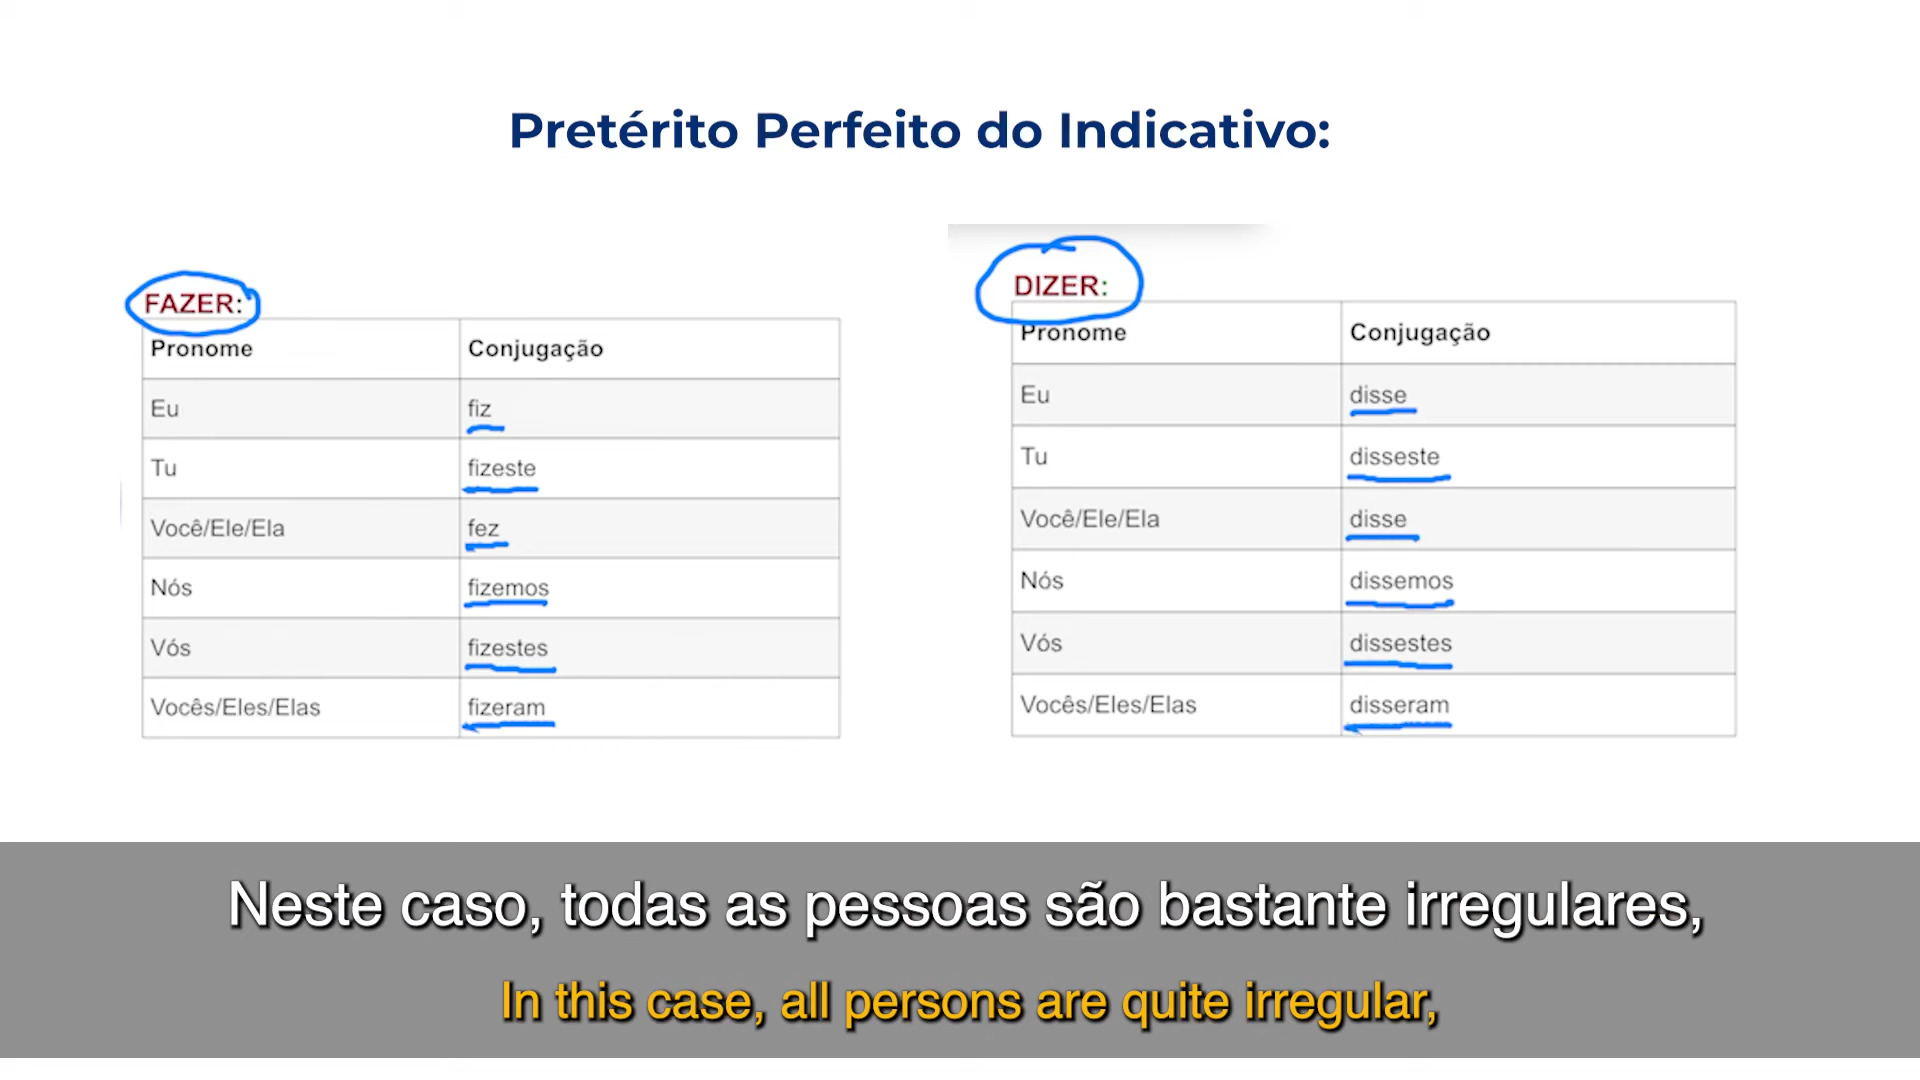 Pretérito Perfeito do Indicativo:
FAZER:
Pronome Conjugação
Eu fiz
Tu fizeste
Você/Ele/Ela fez
Nós fizemos
Vós fizestes
Vocês/Eles/Elas fizeram
DIZER:
Pronome Conjugação
Eu disse
Tu disseste
Você/Ele/Ela disse
Nós dissemos
Vós dissestes
Vocês/Eles/Elas disseram
Neste caso, todas as pessoas são bastante irregulares,
In this case, all persons are quite irregular,